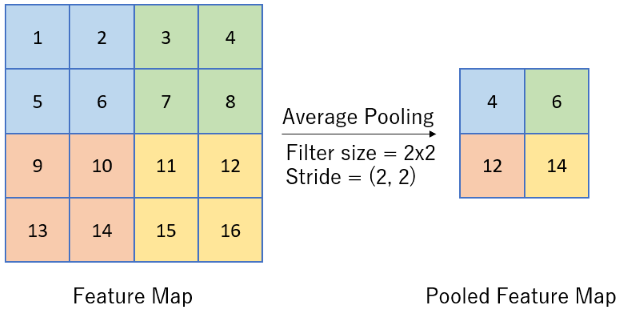 1 2 3 4
5 6 7 8
9 10 11 12
13 14 15 16
Average Pooling
Filter size = 2x2
Stride = (2, 2)
4 6
12 14
Feature Map
Pooled Feature Map